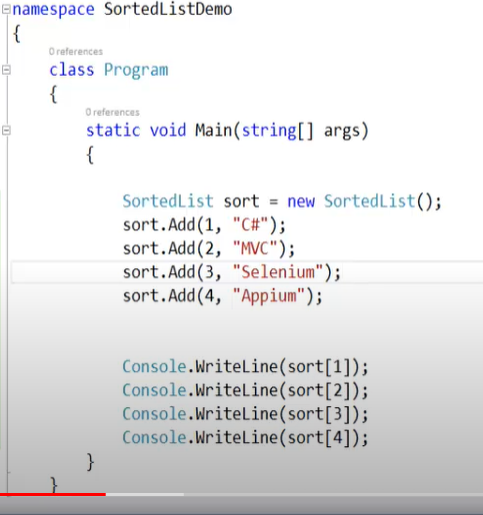 namespace SortedListDemo
{
0 references
class Program
{
0 references
static void Main(string[] args)
{
SortedList sort = new SortedList();
sort.Add(1, "C#");
sort.Add(2, "MVC");
sort.Add(3, "Selenium");
sort.Add(4, "Appium");
Console.WriteLine(sort[1]);
Console.WriteLine(sort[2]);
Console.WriteLine(sort[3]);
Console.WriteLine(sort[4]);
}
}